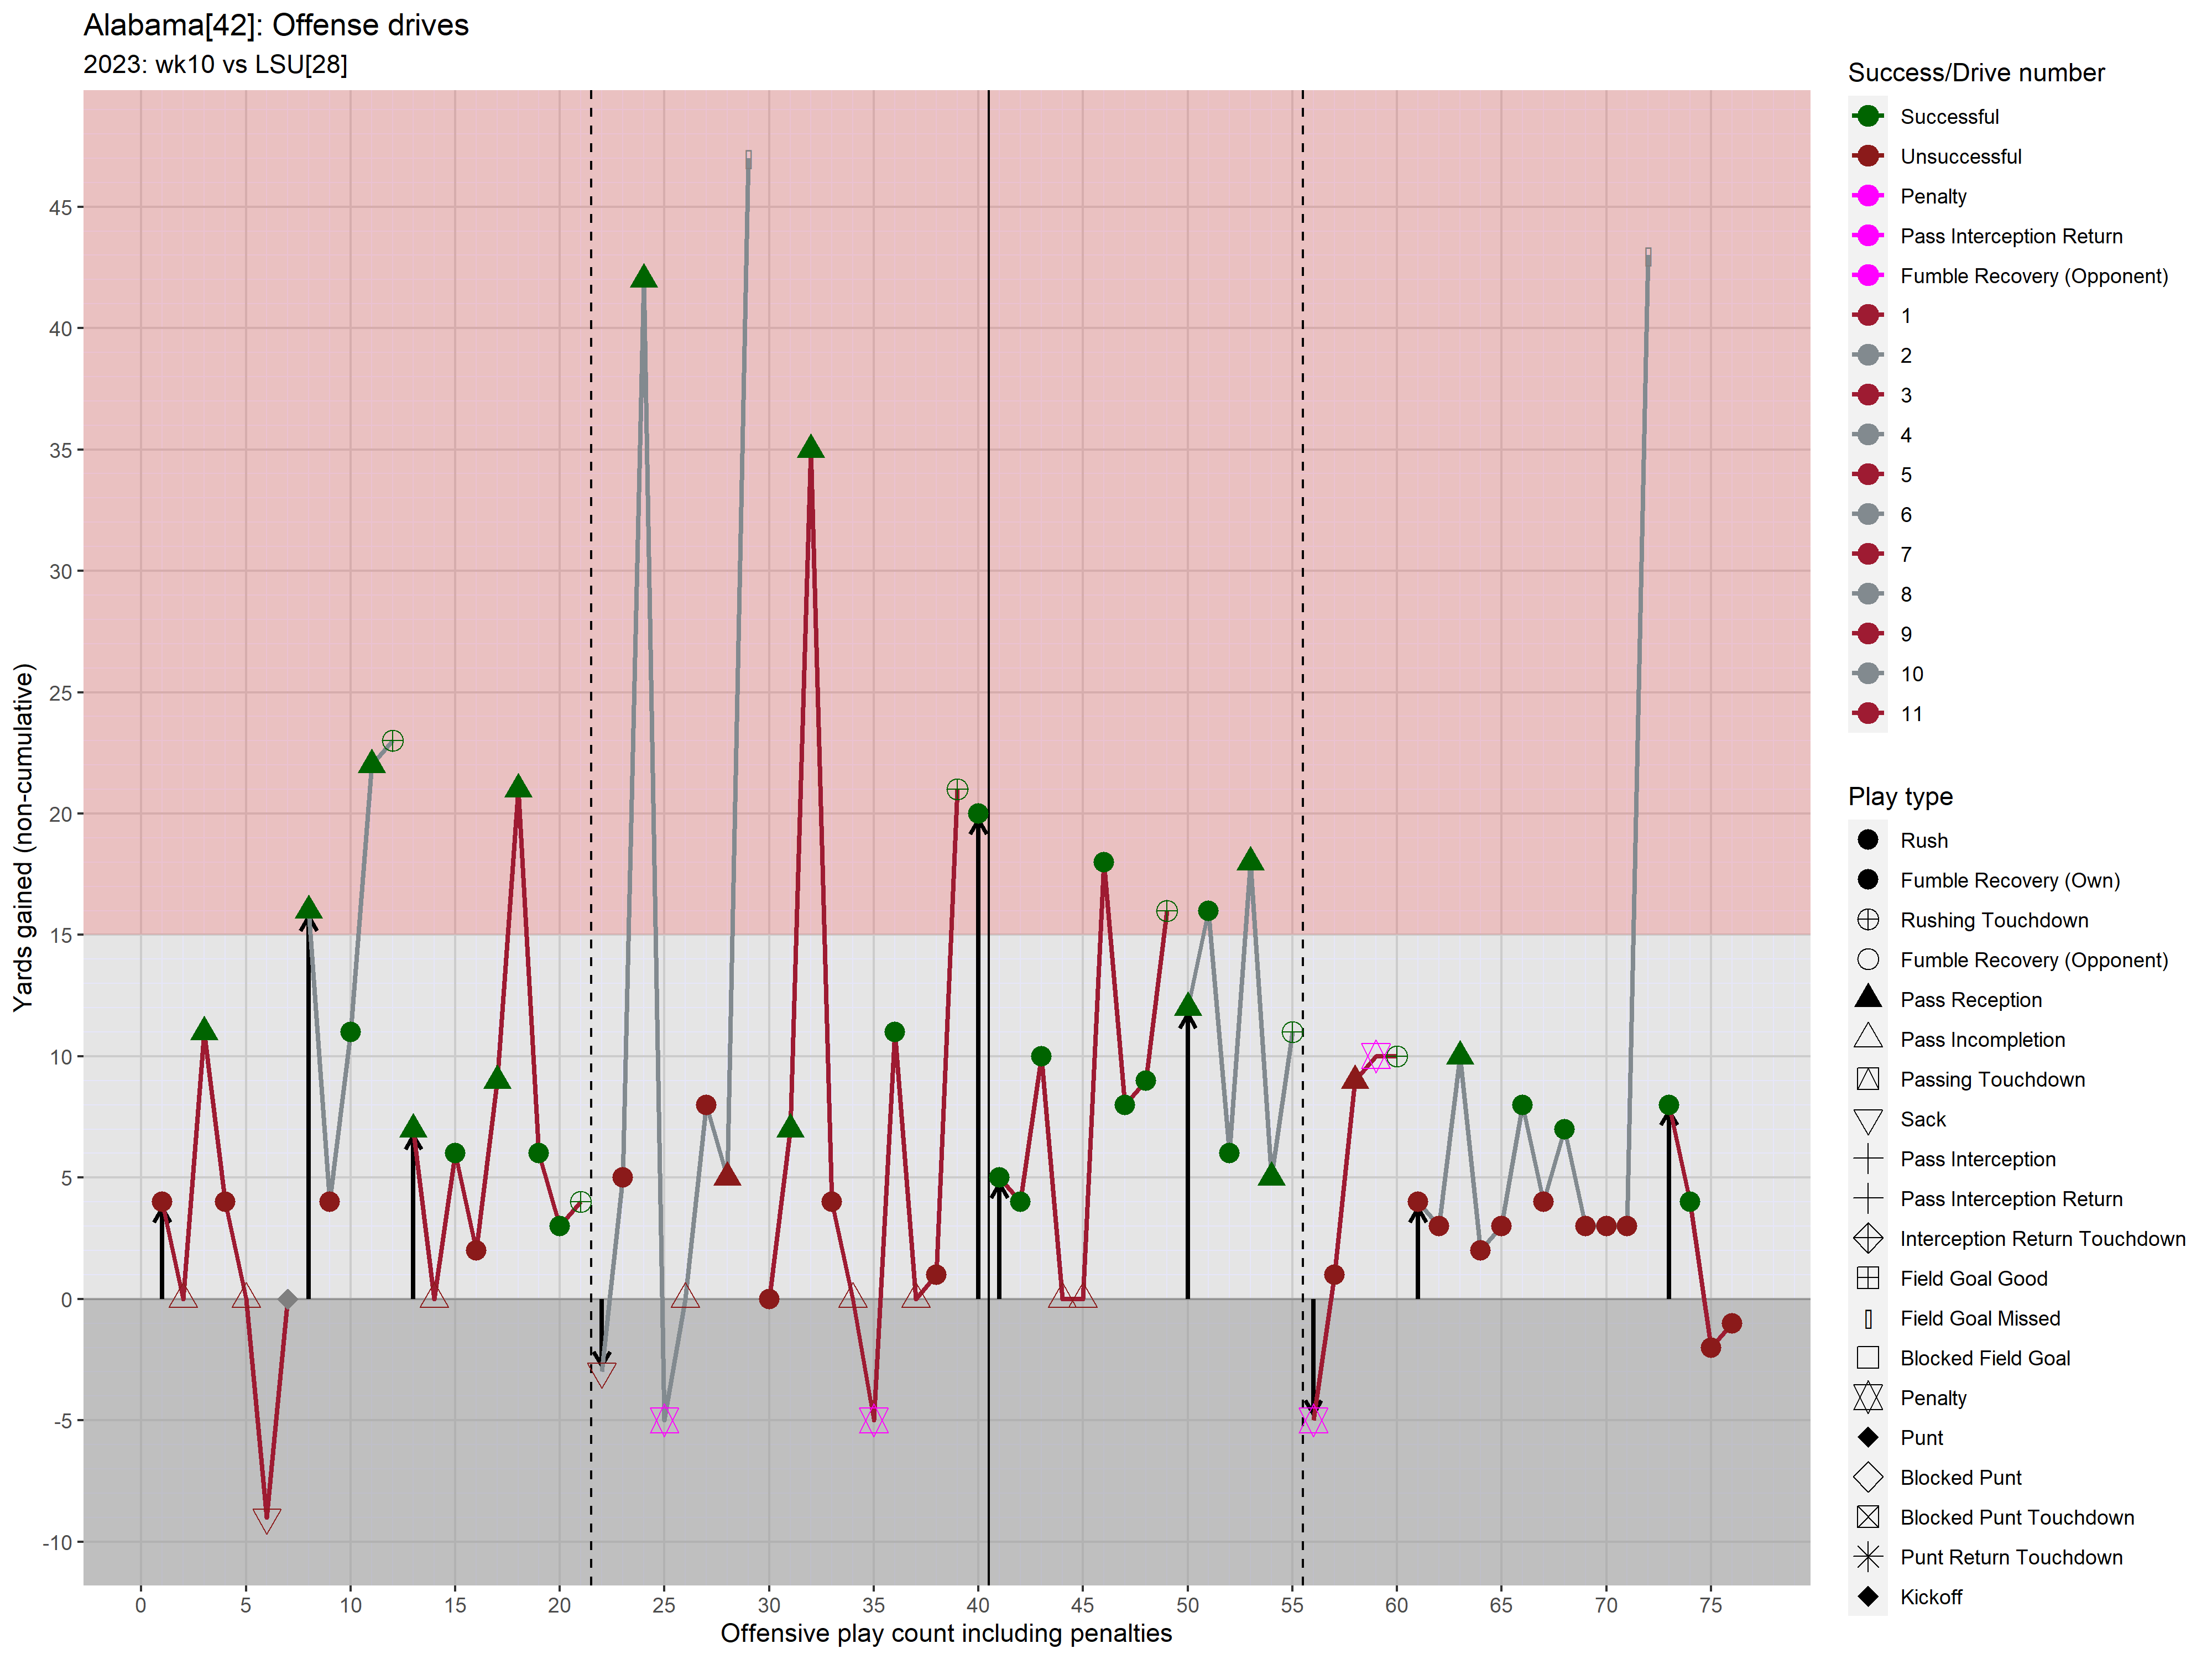 Alabama[42]: Offense drives
2023: wk10 vs LSU[28]
Yards gained (non-cumulative)
45
40
35
30
25
20
15
10
5
0
-5
-10
0 5 10 15 20 25 30 35 40 45 50 55 60 65 70 75
Offensive play count including penalties
Success/Drive number
Successful
Unsuccessful
Penalty
Pass Interception Return
Fumble Recovery (Opponent)
1
2
3
4
5
6
7
8
9
10
11
Play type
Rush
Fumble Recovery (Own)
Rushing Touchdown
Fumble Recovery (Opponent)
Pass Reception
Pass Incompletion
Passing Touchdown
Sack
Pass Interception
Pass Interception Return
Interception Return Touchdown
Field Goal Good
Field Goal Missed
Blocked Field Goal
Penalty
Punt
Blocked Punt
Blocked Punt Touchdown
Punt Return Touchdown
Kickoff